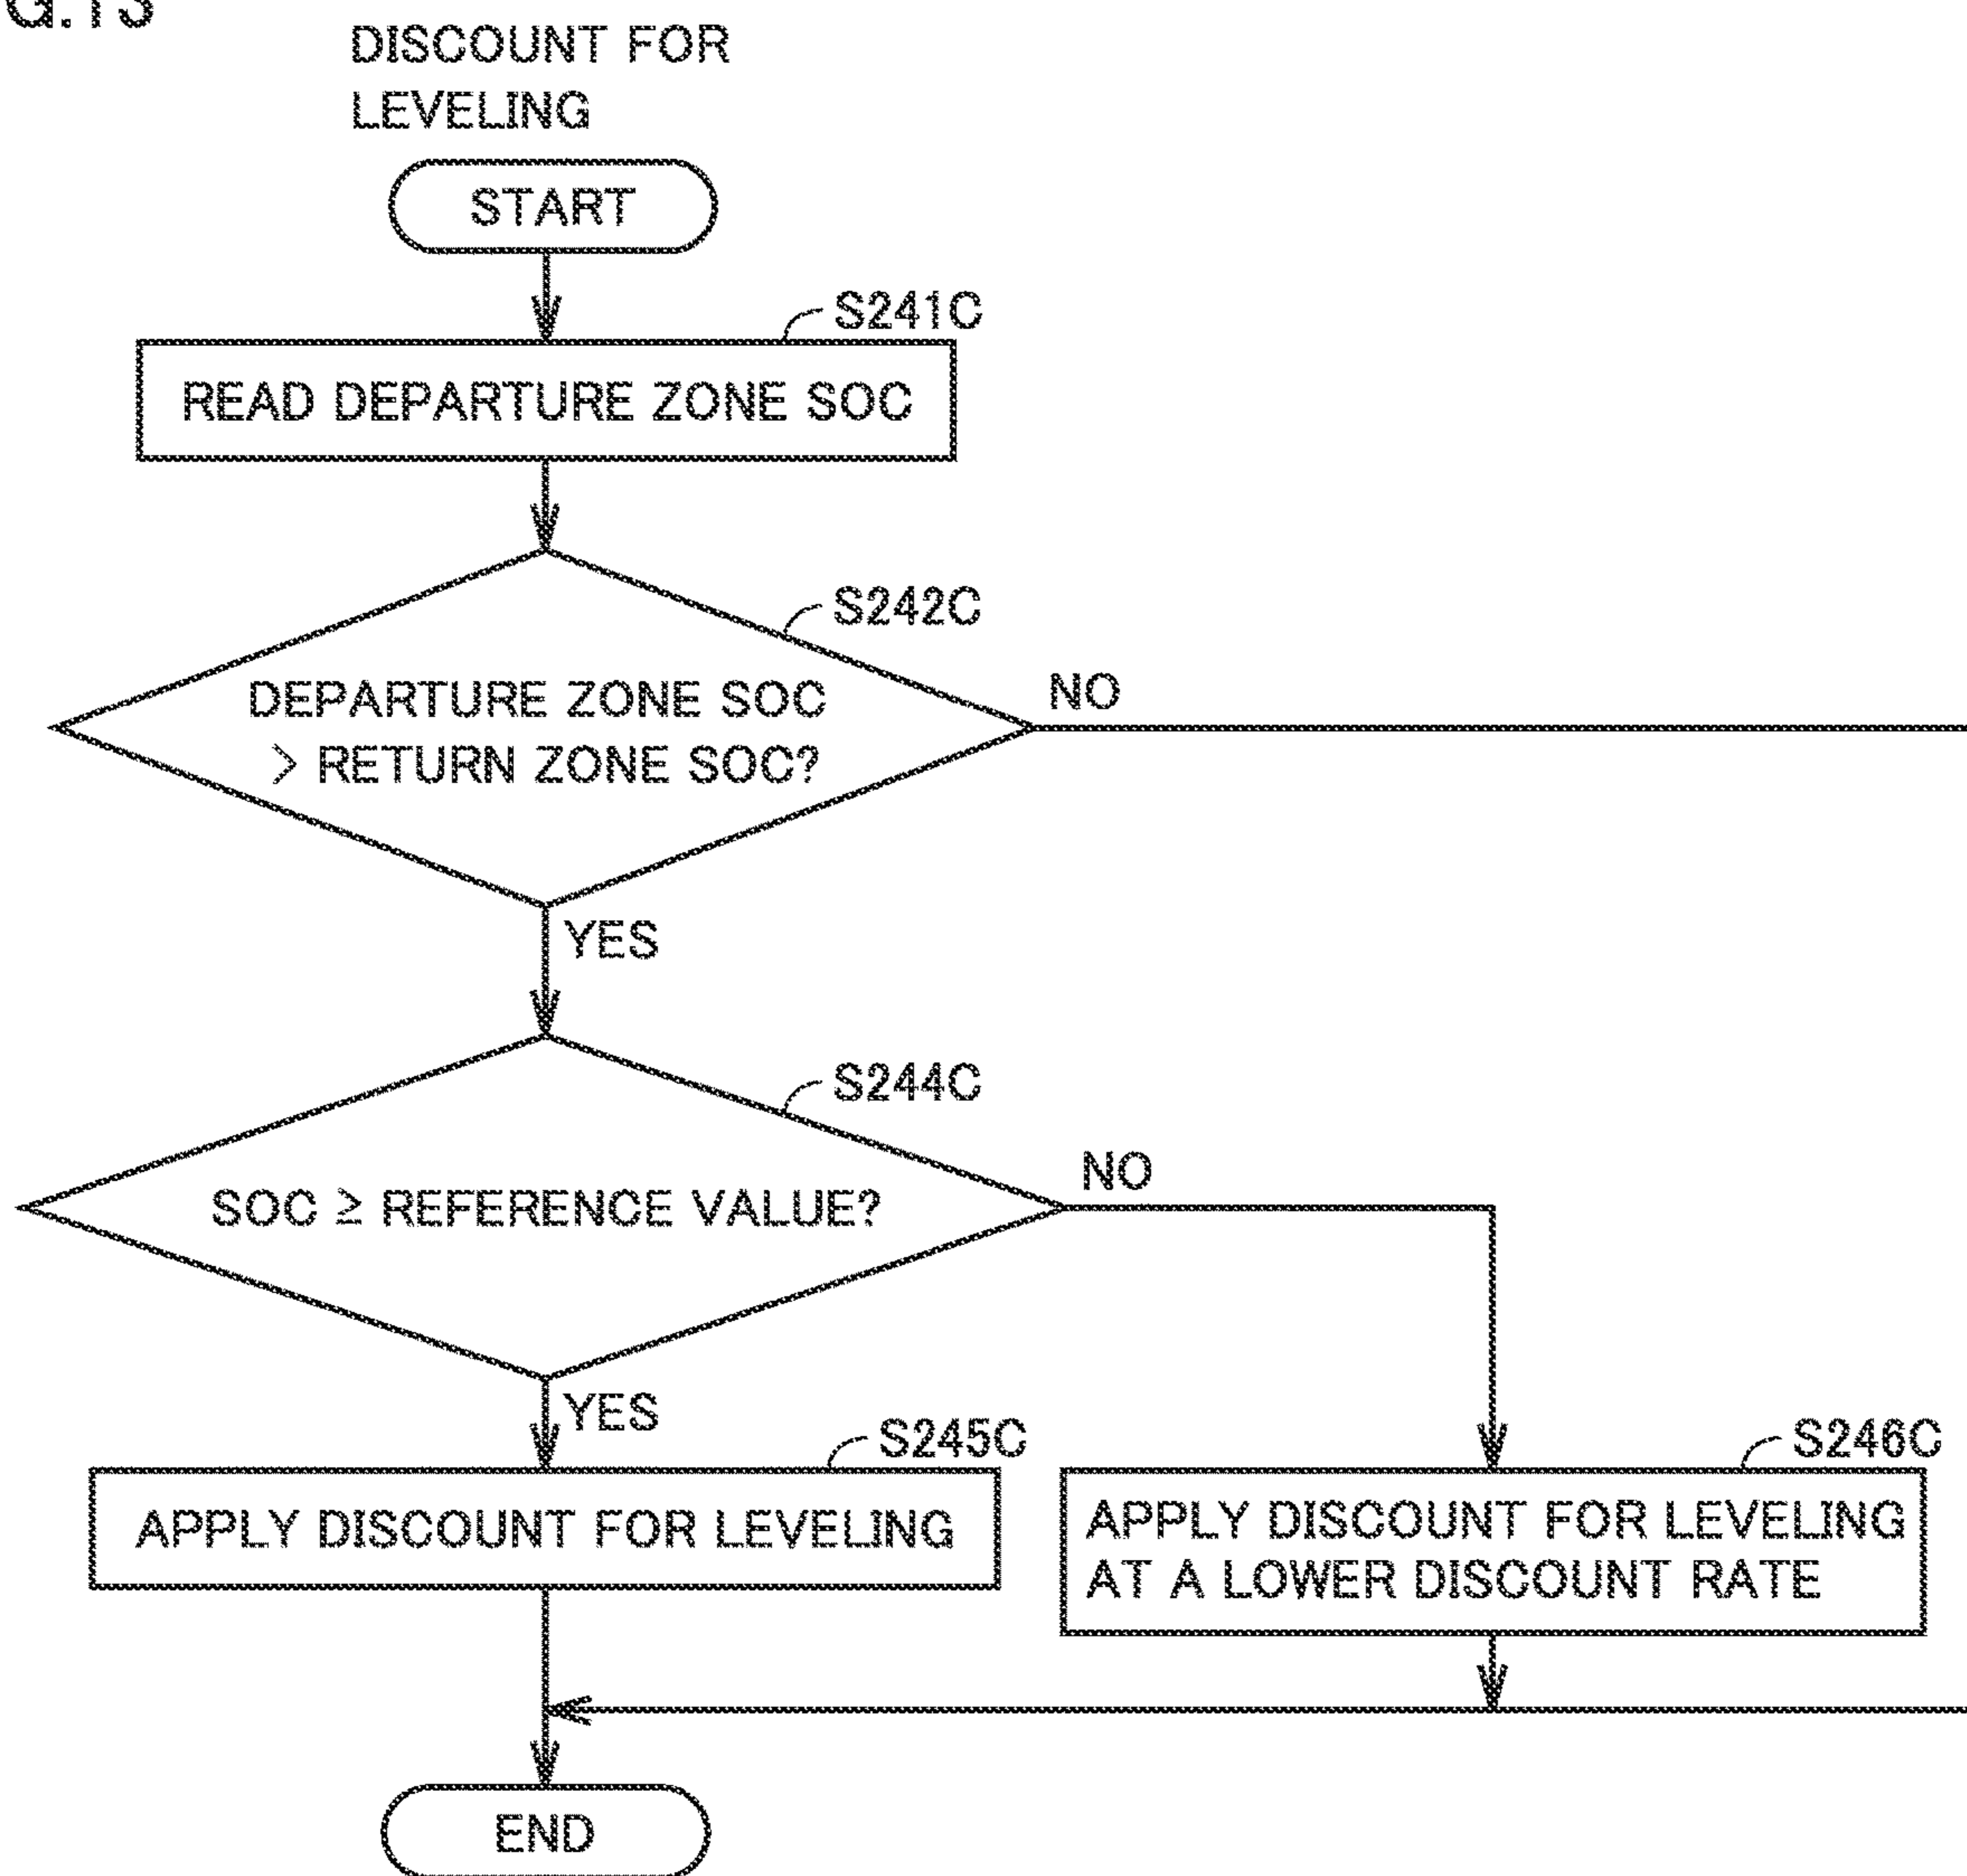 G.13
DISCOUNT FOR
LEVELING
START
S241C
READ DEPARTURE ZONE SOC
S242C
DEPARTURE ZONE SOC
> RETURN ZONE SOC?
NO
YES
S244C
SOC ≥ REFERENCE VALUE?
NO
YES
S245C
APPLY DISCOUNT FOR LEVELING
S246C
APPLY DISCOUNT FOR LEVELING
AT A LOWER DISCOUNT RATE
END